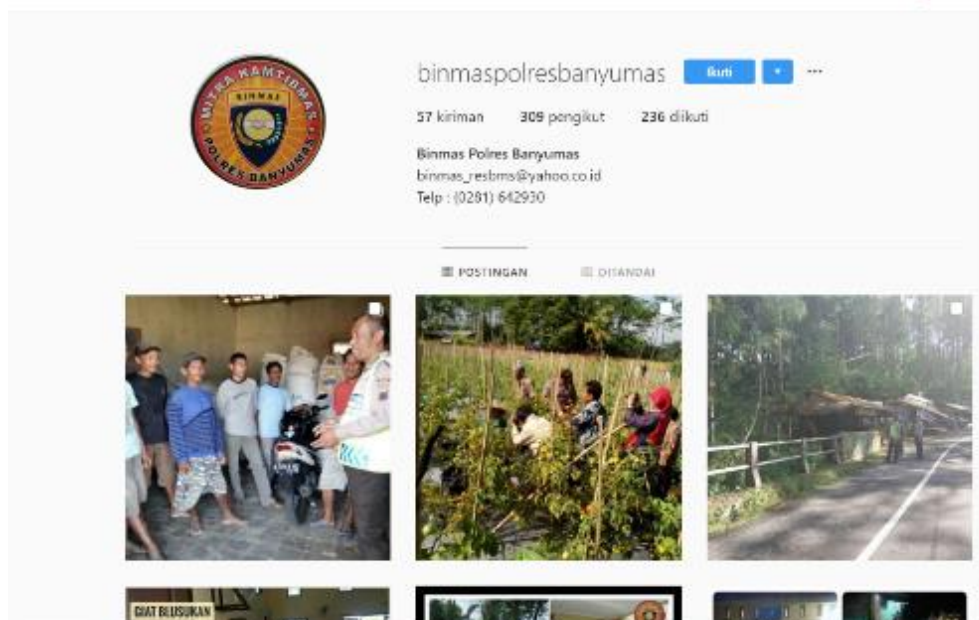 MITRA KAMTIBMAS
BINMAS
POLRES BANYUMAS
binmaspolresbanyumas
Ikuti
57 kiriman 309 pengikut 236 diikuti
Binmas Polres Banyumas
binmas_resbms@yahoo.co.id
Telp : (0281) 642930
POSTINGAN DITANDAI
GIAT BLUSUKAN